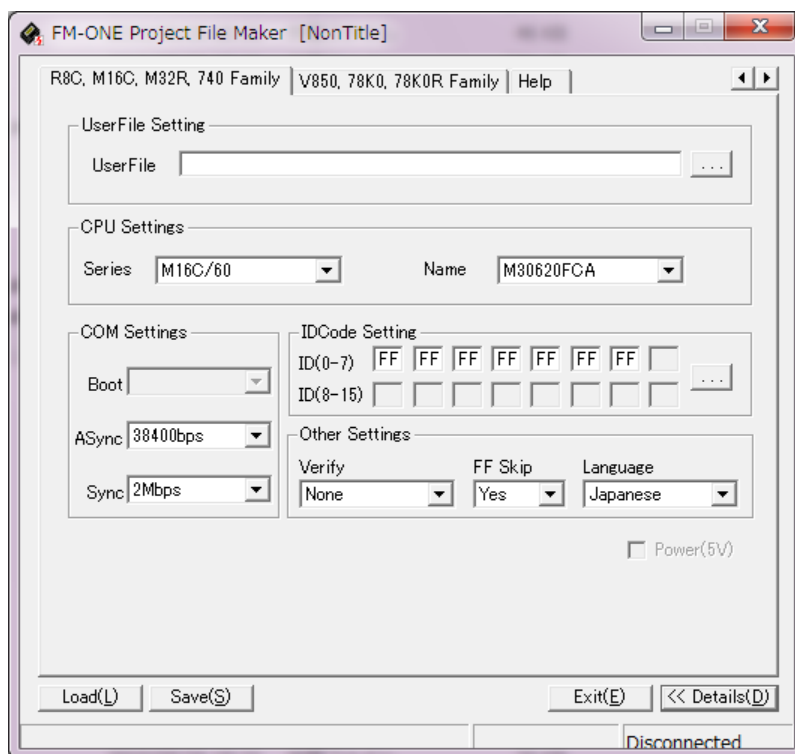 FM-ONE Project File Maker [NonTitle]
R8C, M16C, M32R, 740 Family V850, 78K0, 78K0R Family Help
UserFile Setting
UserFile ...
CPU Settings
Series M16C/60 Name M30620FCA
COM Settings
Boot
ASync 38400bps
Sync 2Mbps
IDCode Setting
ID(0-7) FF FF FF FF FF FF FF
ID(8-15)
...
Other Settings
Verify FF Skip Language
None Yes Japanese
Power(5V)
Load(L) Save(S) Exit(E) << Details(D)
Disconnected